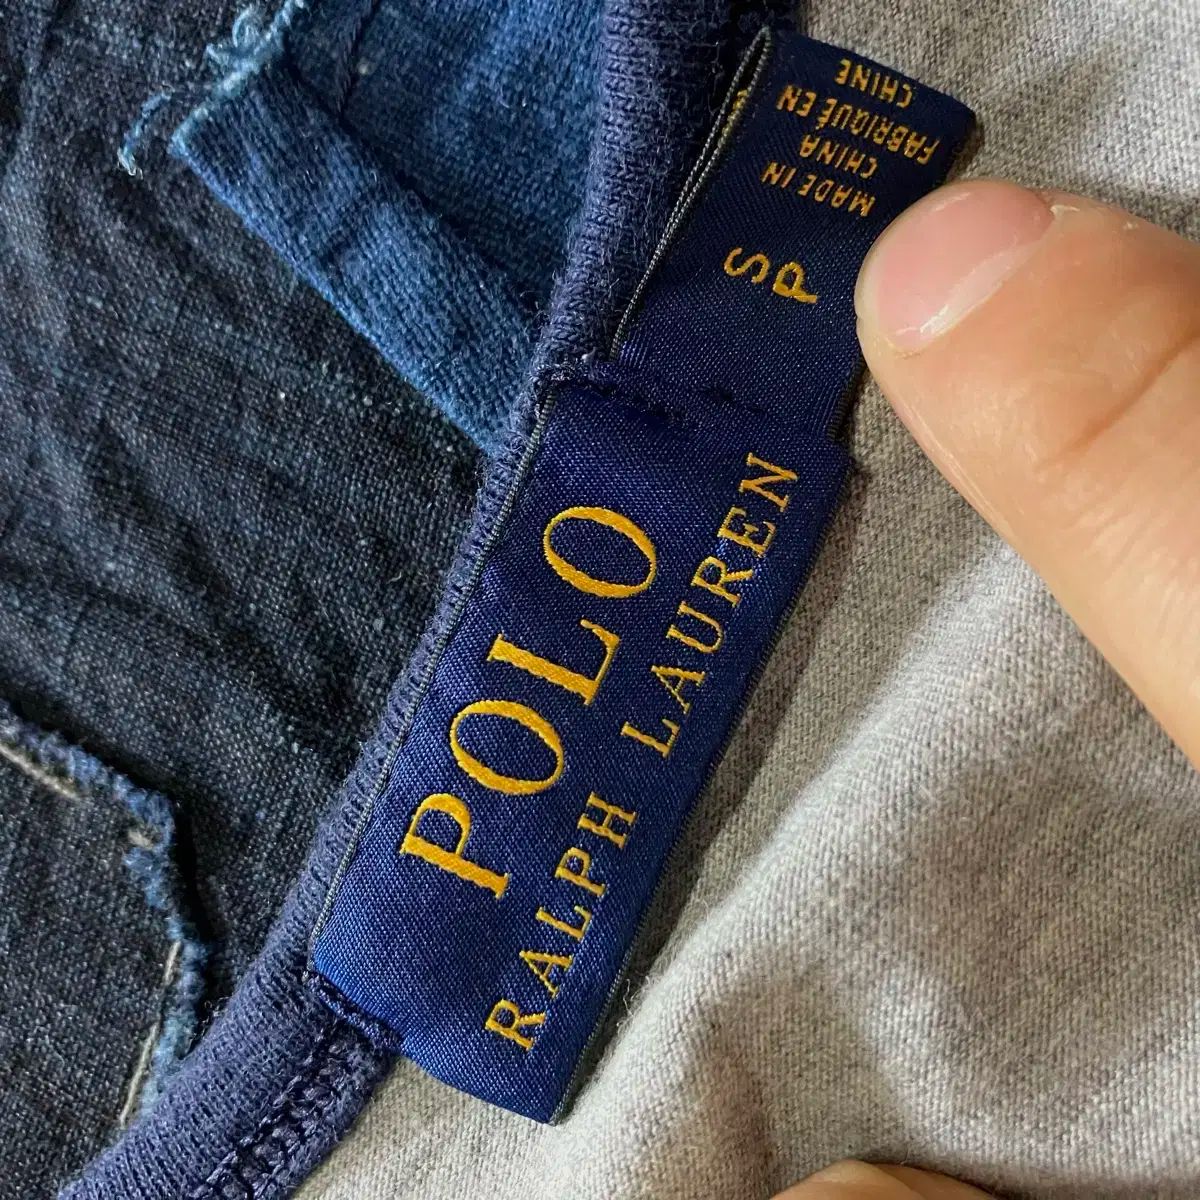 POLO
RALPH LAUREN
S
P
MADE IN
CHINA
FABRIQUÉ EN
CHINE